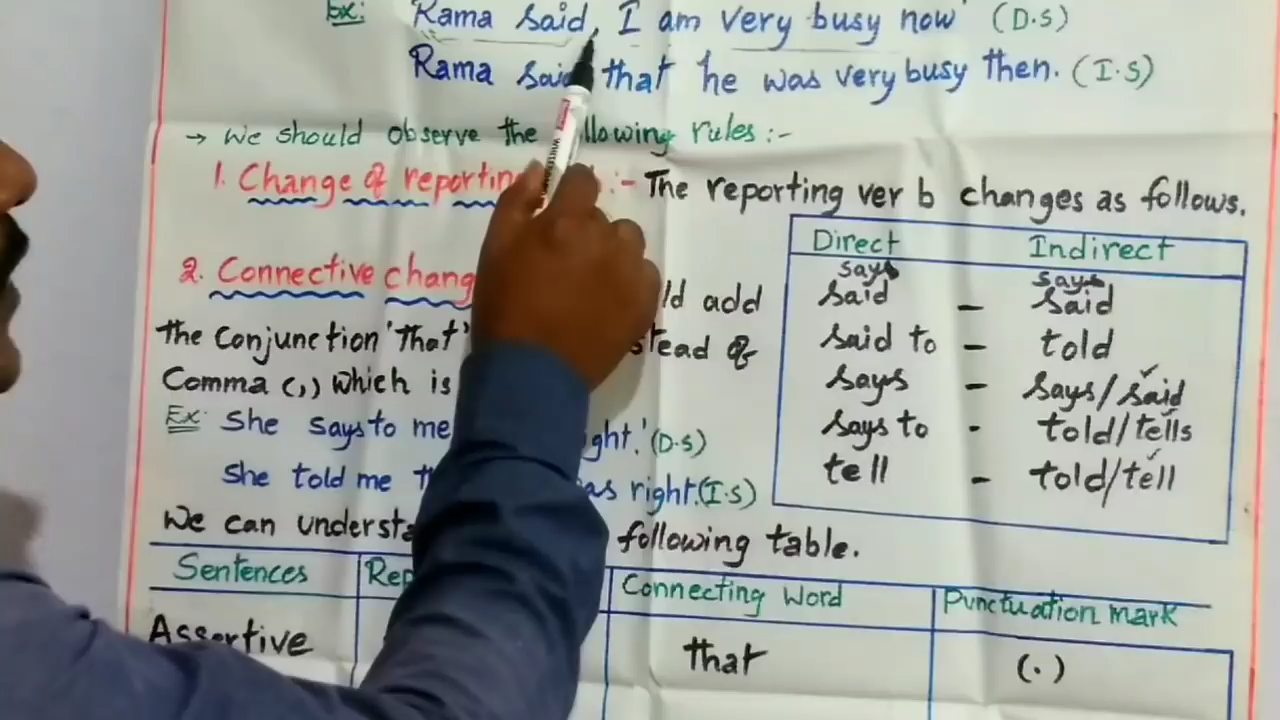 Ex: Rama said, I am very busy now' (D.S)
Rama said that he was very busy then. (I.S)
→ We should observe the following rules:-
1. Change of reporting :- The reporting ver b changes as follows.
Direct Indirect
says says
said - said
said to - told
says - says/said
says to - told/tells
tell - told/tell
2. Connective chang ld add
the Conjunction 'that' stead of
Comma (,) which is
Ex: She says to me ght.' (D.S)
She told me as right. (I.S)
We can understa following table.
Sentences Rep Connecting Word Punctuation mark
Assertive that (.)